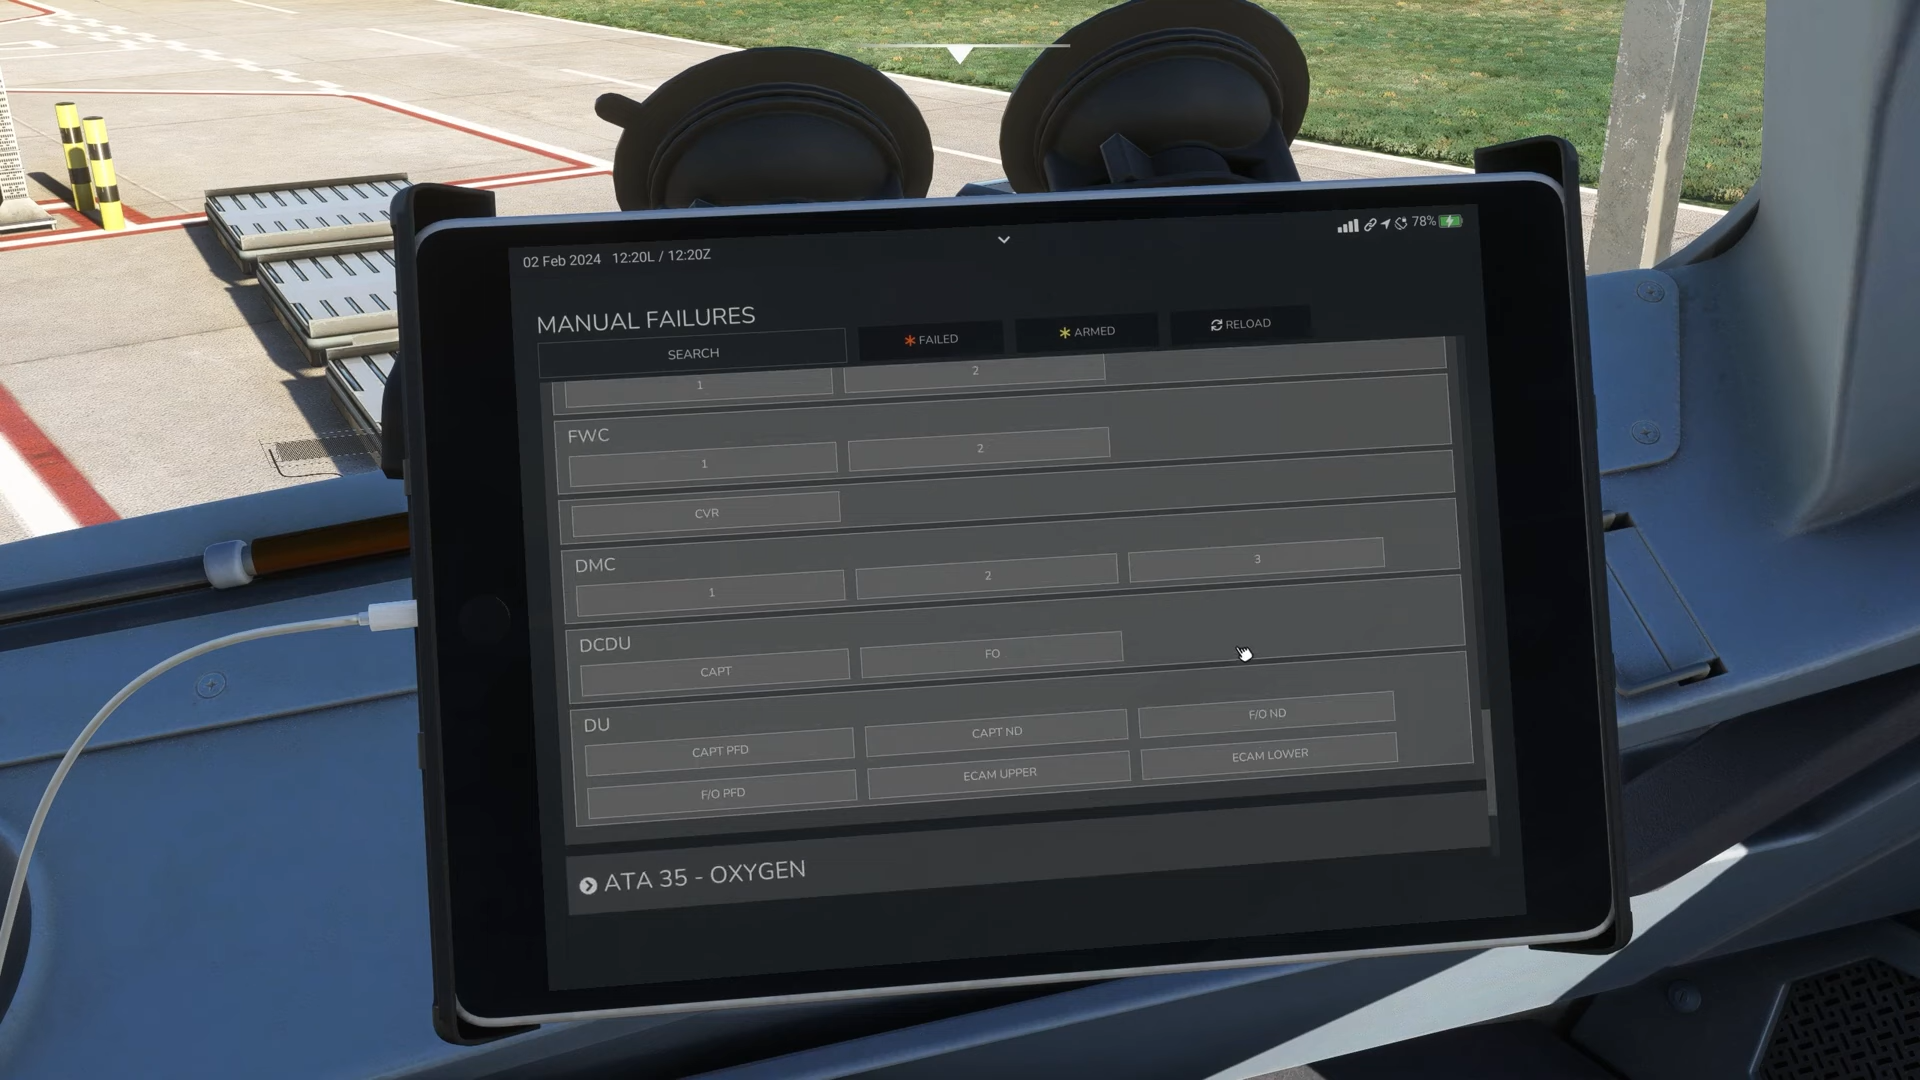 02 Feb 2024 12:20L / 12:20Z
78%
MANUAL FAILURES
SEARCH
FAILED
ARMED
RELOAD
1 2
FWC
1 2
CVR
DMC
1 2 3
DCDU
CAPT FO
DU
CAPT PFD CAPT ND F/O ND
F/O PFD ECAM UPPER ECAM LOWER
ATA 35 - OXYGEN